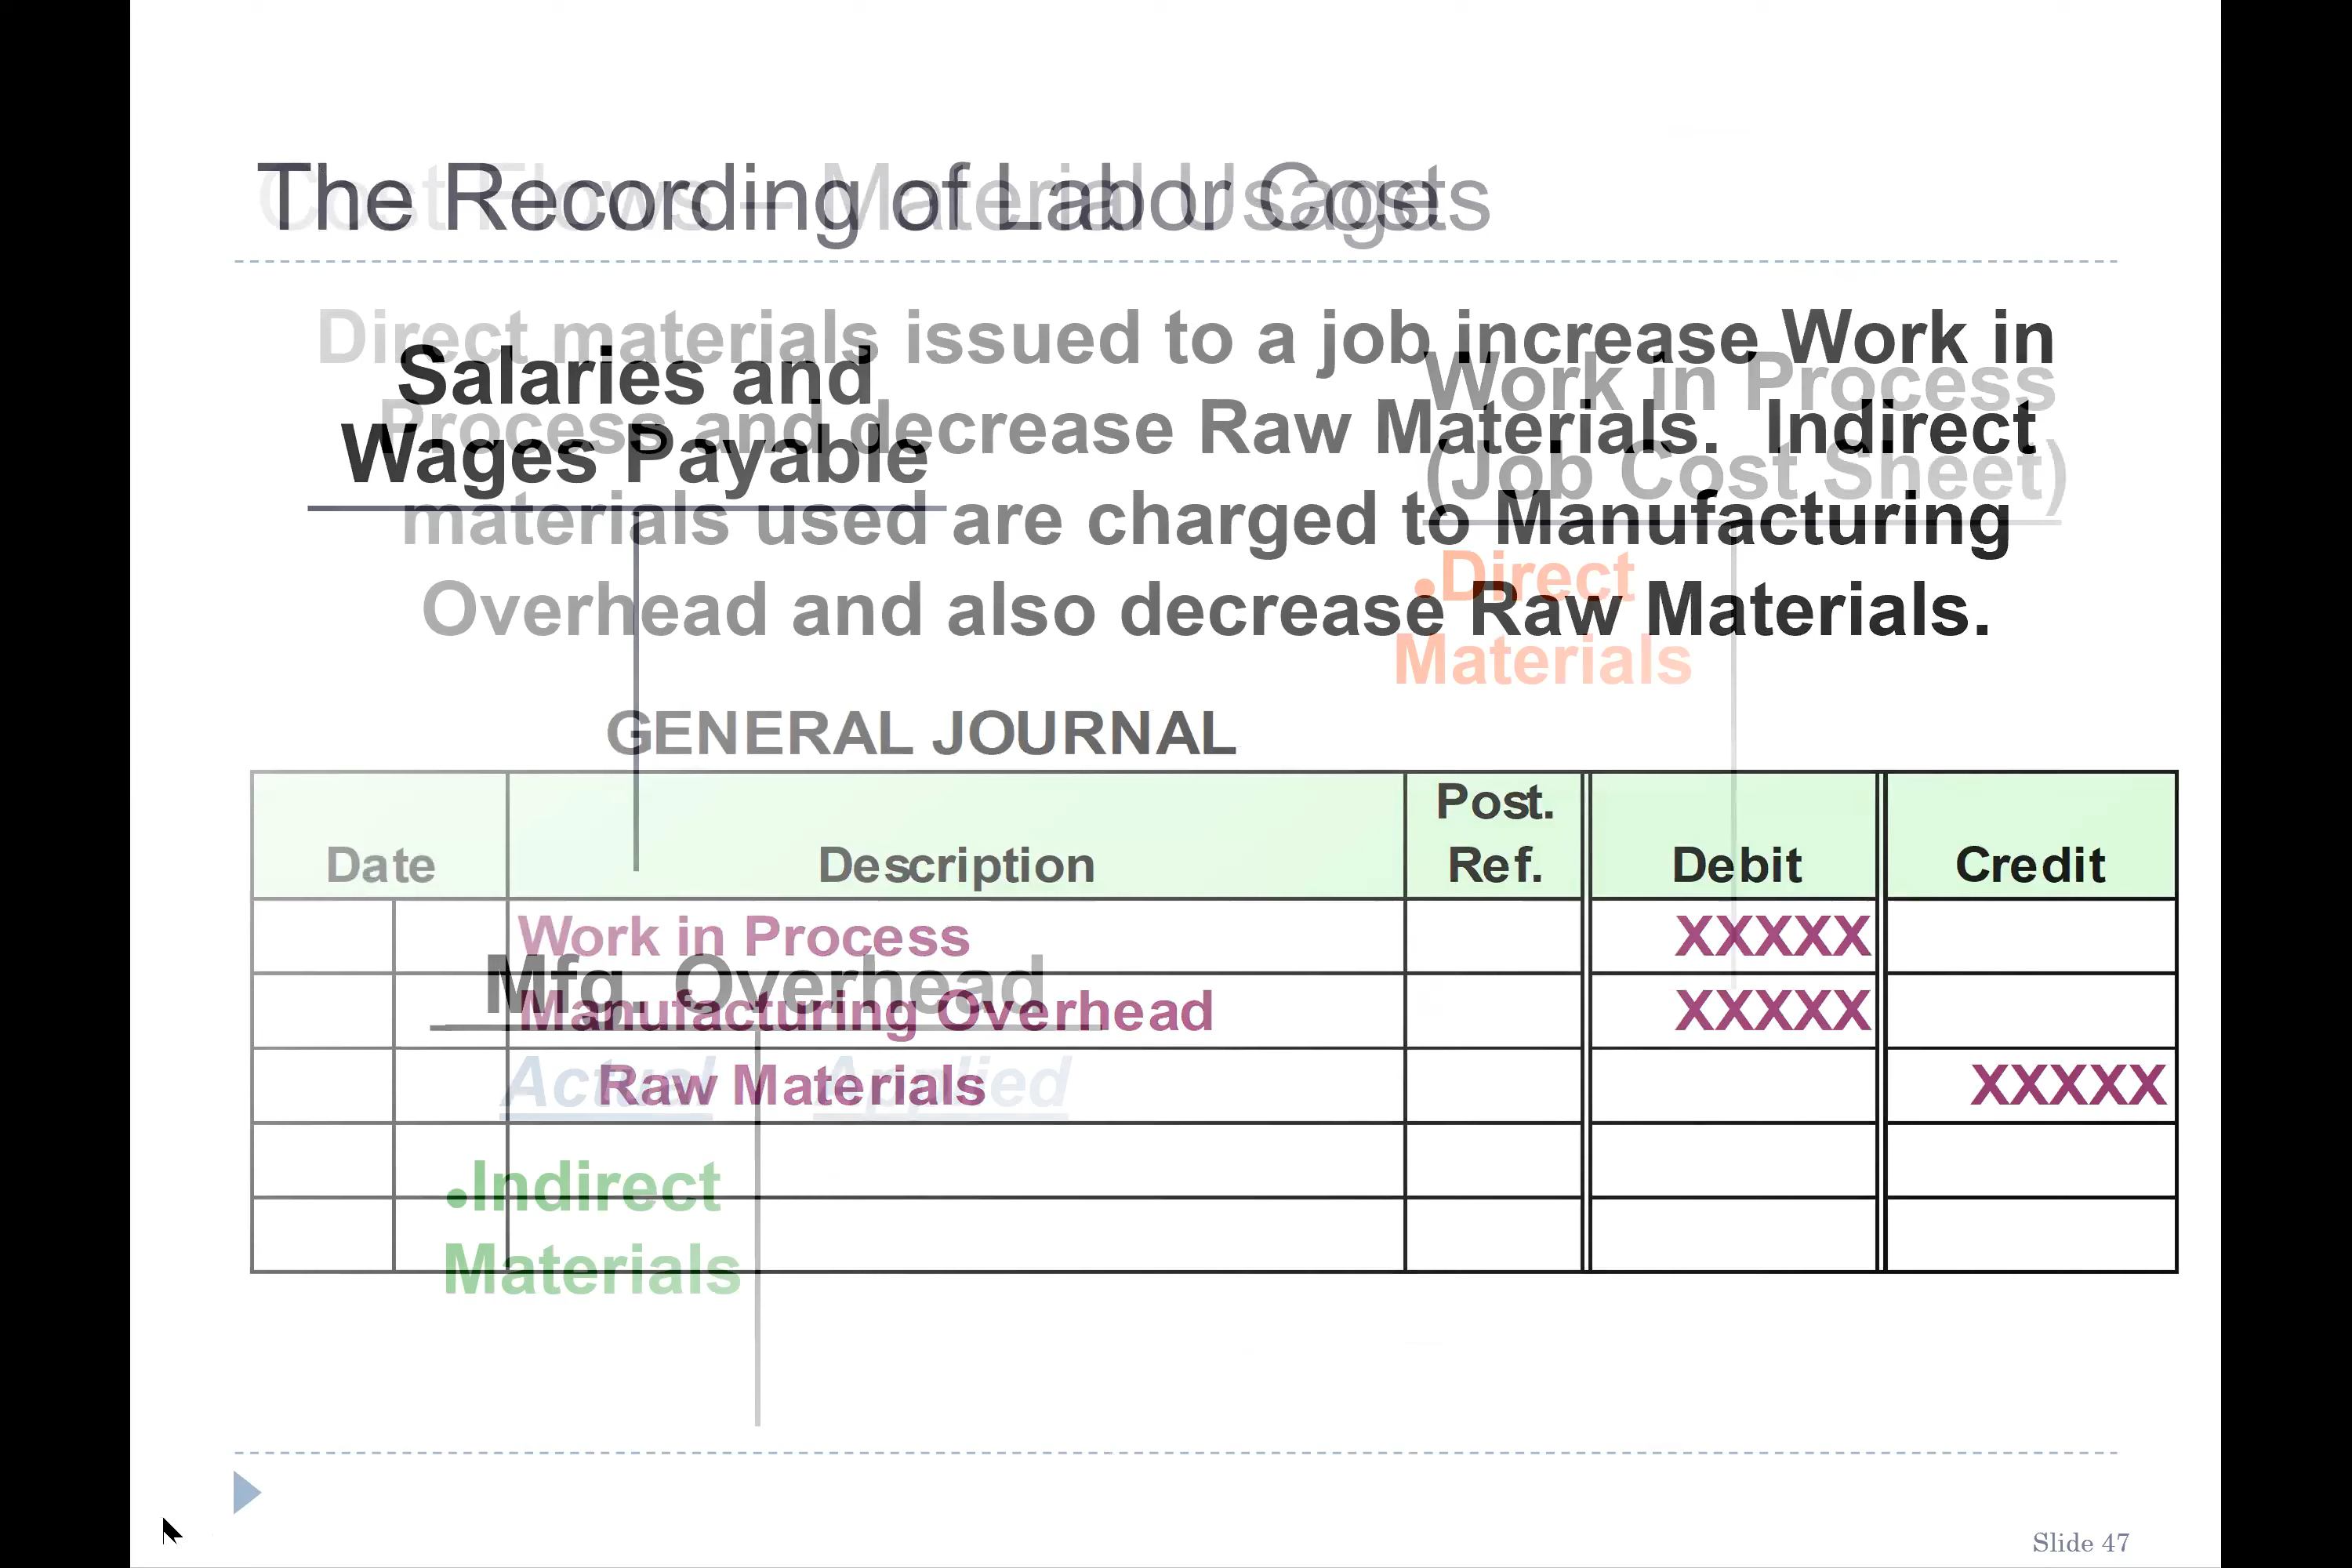 The Recording of Labor Costs
Cost Flows – Material Usage
Direct materials issued to a job increase Work in
Process and decrease Raw Materials. Indirect
materials used are charged to Manufacturing
Overhead and also decrease Raw Materials.
Salaries and
Wages Payable
Work in Process
(Job Cost Sheet)
•Direct
Materials
GENERAL JOURNAL
Date Description Post. Ref. Debit Credit
Work in Process XXXXX
Manufacturing Overhead XXXXX
Raw Materials XXXXX
Mfg. Overhead
Actual Applied
•Indirect
Materials
Slide 47